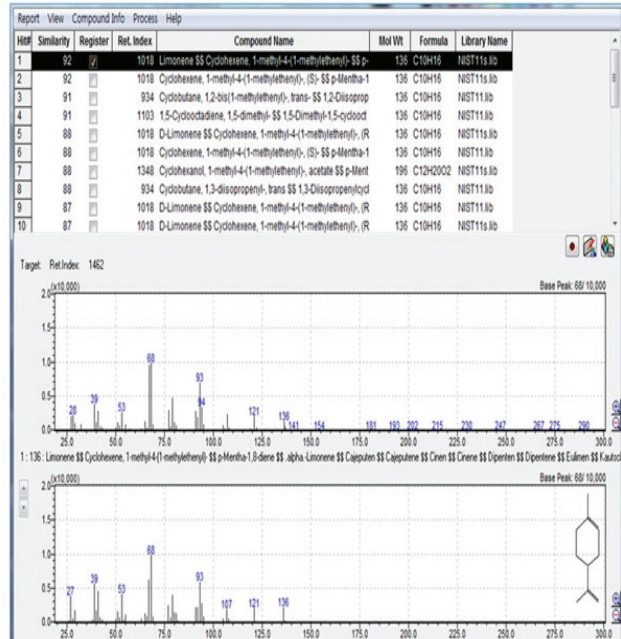 Report View Compound Info Process Help
Hit# Similarity Register Ret. Index Compound Name Mol Wt Formula Library Name
1 92 1018 Limonene $$ Cyclohexene, 1-methyl-4-(1-methylethenyl)- $$ p- 136 C10H16 NIST11s.lib
2 92 1018 Cyclohexene, 1-methyl-4-(1-methylethenyl)-, (S)- $$ p-Mentha-1 136 C10H16 NIST11s.lib
3 91 934 Cyclobutane, 1,2-bis(1-methylethenyl)-, trans- $$ 1,2-Diisoprop 136 C10H16 NIST11.lib
4 91 1103 1,5-Cyclooctadiene, 1,5-dimethyl- $$ 1,5-Dimethyl-1,5-cyclooct 136 C10H16 NIST11.lib
5 88 1018 D-Limonene $$ Cyclohexene, 1-methyl-4-(1-methylethenyl)-, (R 136 C10H16 NIST11s.lib
6 88 1018 Cyclohexene, 1-methyl-4-(1-methylethenyl)-, (S)- $$ p-Mentha-1 136 C10H16 NIST11.lib
7 88 1348 Cyclohexanol, 1-methyl-4-(1-methylethenyl)-, acetate $$ p-Ment 196 C12H20O2 NIST11s.lib
8 88 934 Cyclobutane, 1,3-diisopropenyl-, trans $$ 1,3-Diisopropenylcycl 136 C10H16 NIST11.lib
9 87 1018 D-Limonene $$ Cyclohexene, 1-methyl-4-(1-methylethenyl)-, (R 136 C10H16 NIST11.lib
10 87 1018 D-Limonene $$ Cyclohexene, 1-methyl-4-(1-methylethenyl)-, (R 136 C10H16 NIST11s.lib
Target Ret.Index 1462
(x10,000) Base Peak: 68/ 10,000
2.0
1.5
1.0
0.5
0.0
28 39 53 68 93 94 121 136 141 154 181 193 202 215 230 247 267 275 290
25.0 50.0 75.0 100.0 125.0 150.0 175.0 200.0 225.0 250.0 275.0 300.0
1 : 136 : Limonene $$ Cyclohexene, 1-methyl-4-(1-methylethenyl)- $$ p-Mentha-1,8-diene $$ .alpha.-Limonene $$ Cajeputen $$ Cajeputene $$ Cinen $$ Cinene $$ Dipenten $$ Dipentene $$ Eulimen $$ Kautsch
(x10,000) Base Peak: 68/ 10,000
2.0
1.5
1.0
0.5
0.0
27 39 53 68 93 107 121 136
25.0 50.0 75.0 100.0 125.0 150.0 175.0 200.0 225.0 250.0 275.0 300.0